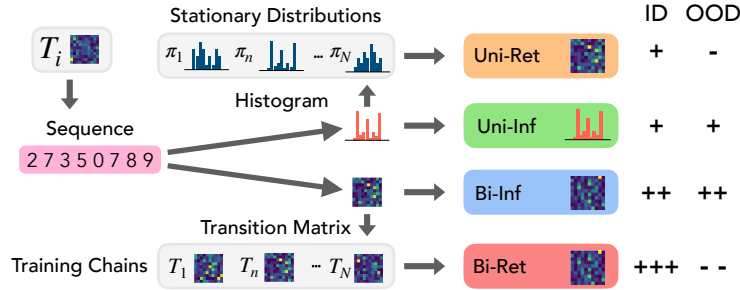 Stationary Distributions
ID OOD
T_i
π_1 π_n ... π_N
Uni-Ret
+ -
Histogram
Sequence
Uni-Inf
+ +
2 7 3 5 0 7 8 9
Bi-Inf
++ ++
Transition Matrix
Training Chains
T_1 T_n ... T_N
Bi-Ret
+++ - -